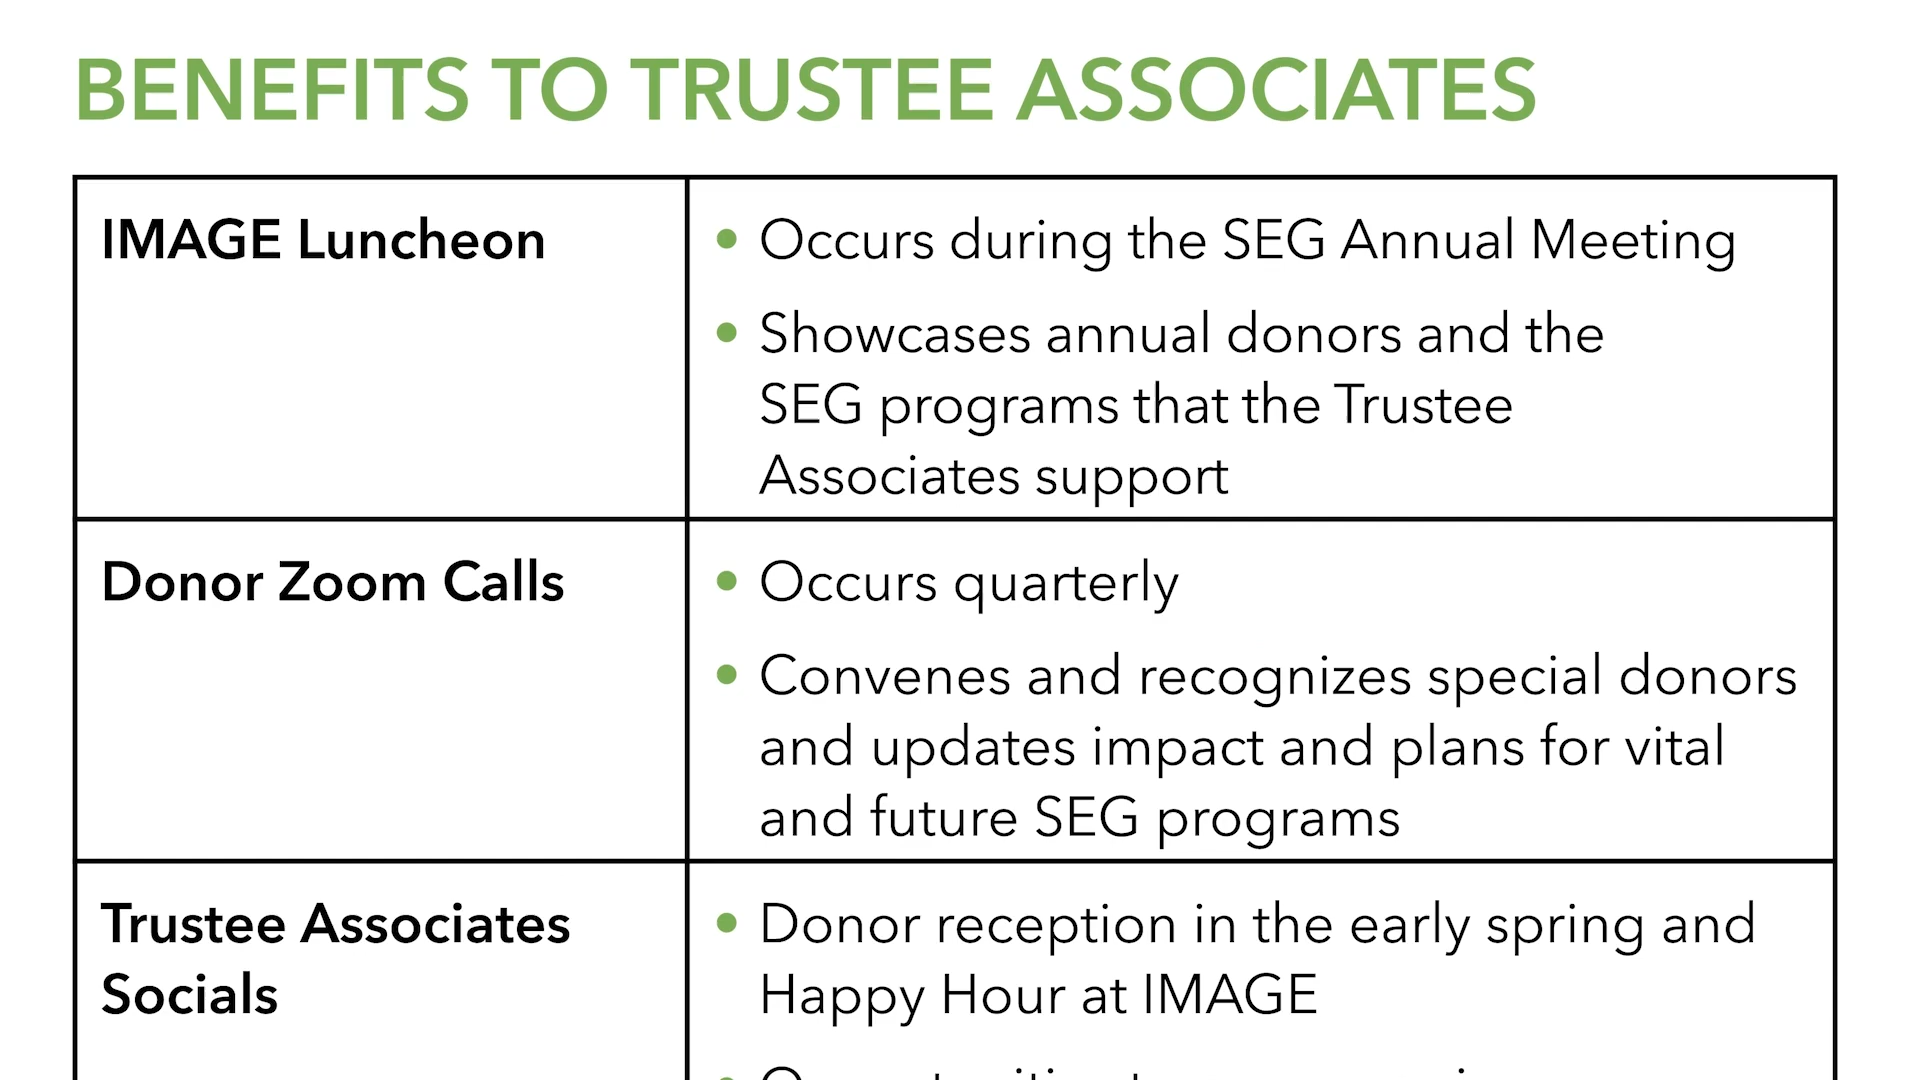 BENEFITS TO TRUSTEE ASSOCIATES
IMAGE Luncheon
• Occurs during the SEG Annual Meeting
• Showcases annual donors and the
SEG programs that the Trustee
Associates support
Donor Zoom Calls
• Occurs quarterly
• Convenes and recognizes special donors
and updates impact and plans for vital
and future SEG programs
Trustee Associates
Socials
• Donor reception in the early spring and
Happy Hour at IMAGE